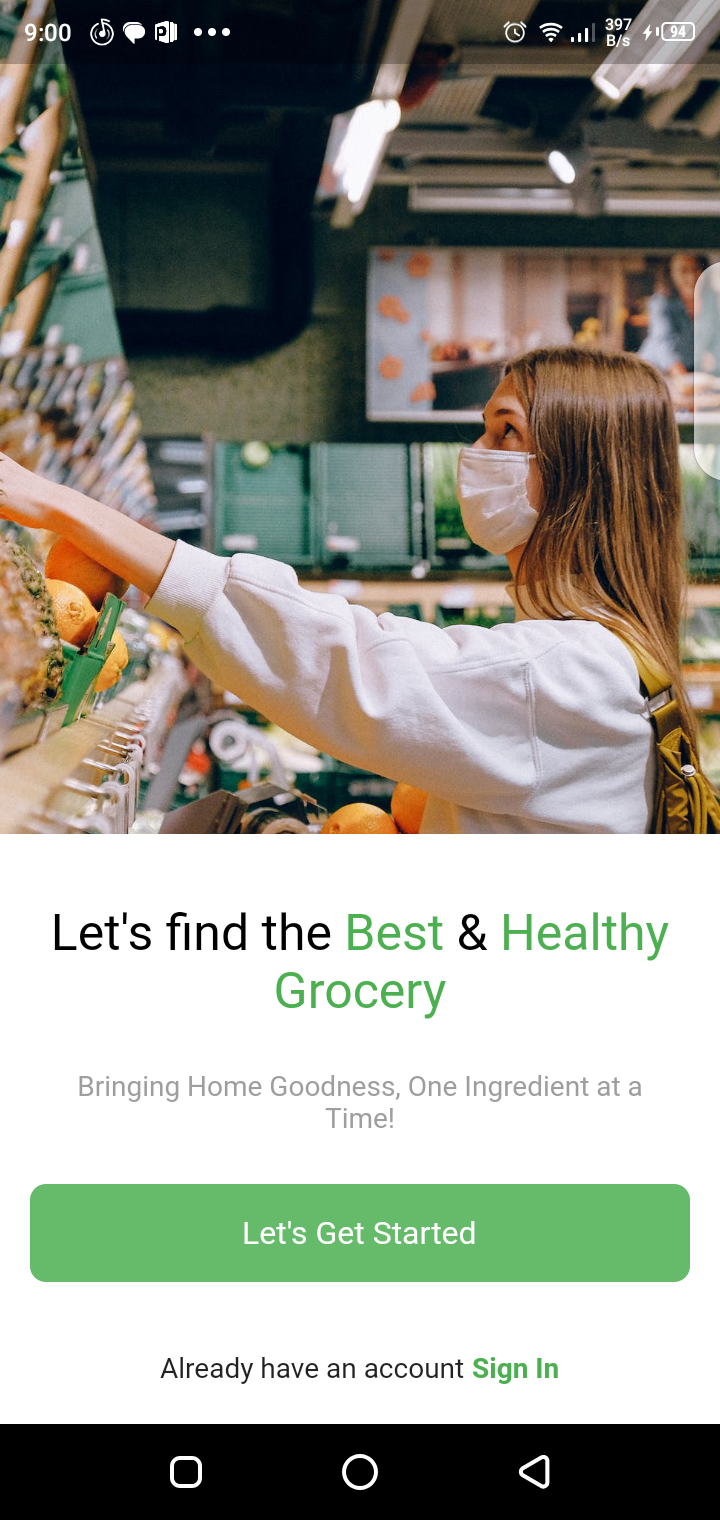 9:00
397
B/s
94
Let's find the Best & Healthy
Grocery
Bringing Home Goodness, One Ingredient at a
Time!
Let's Get Started
Already have an account Sign In